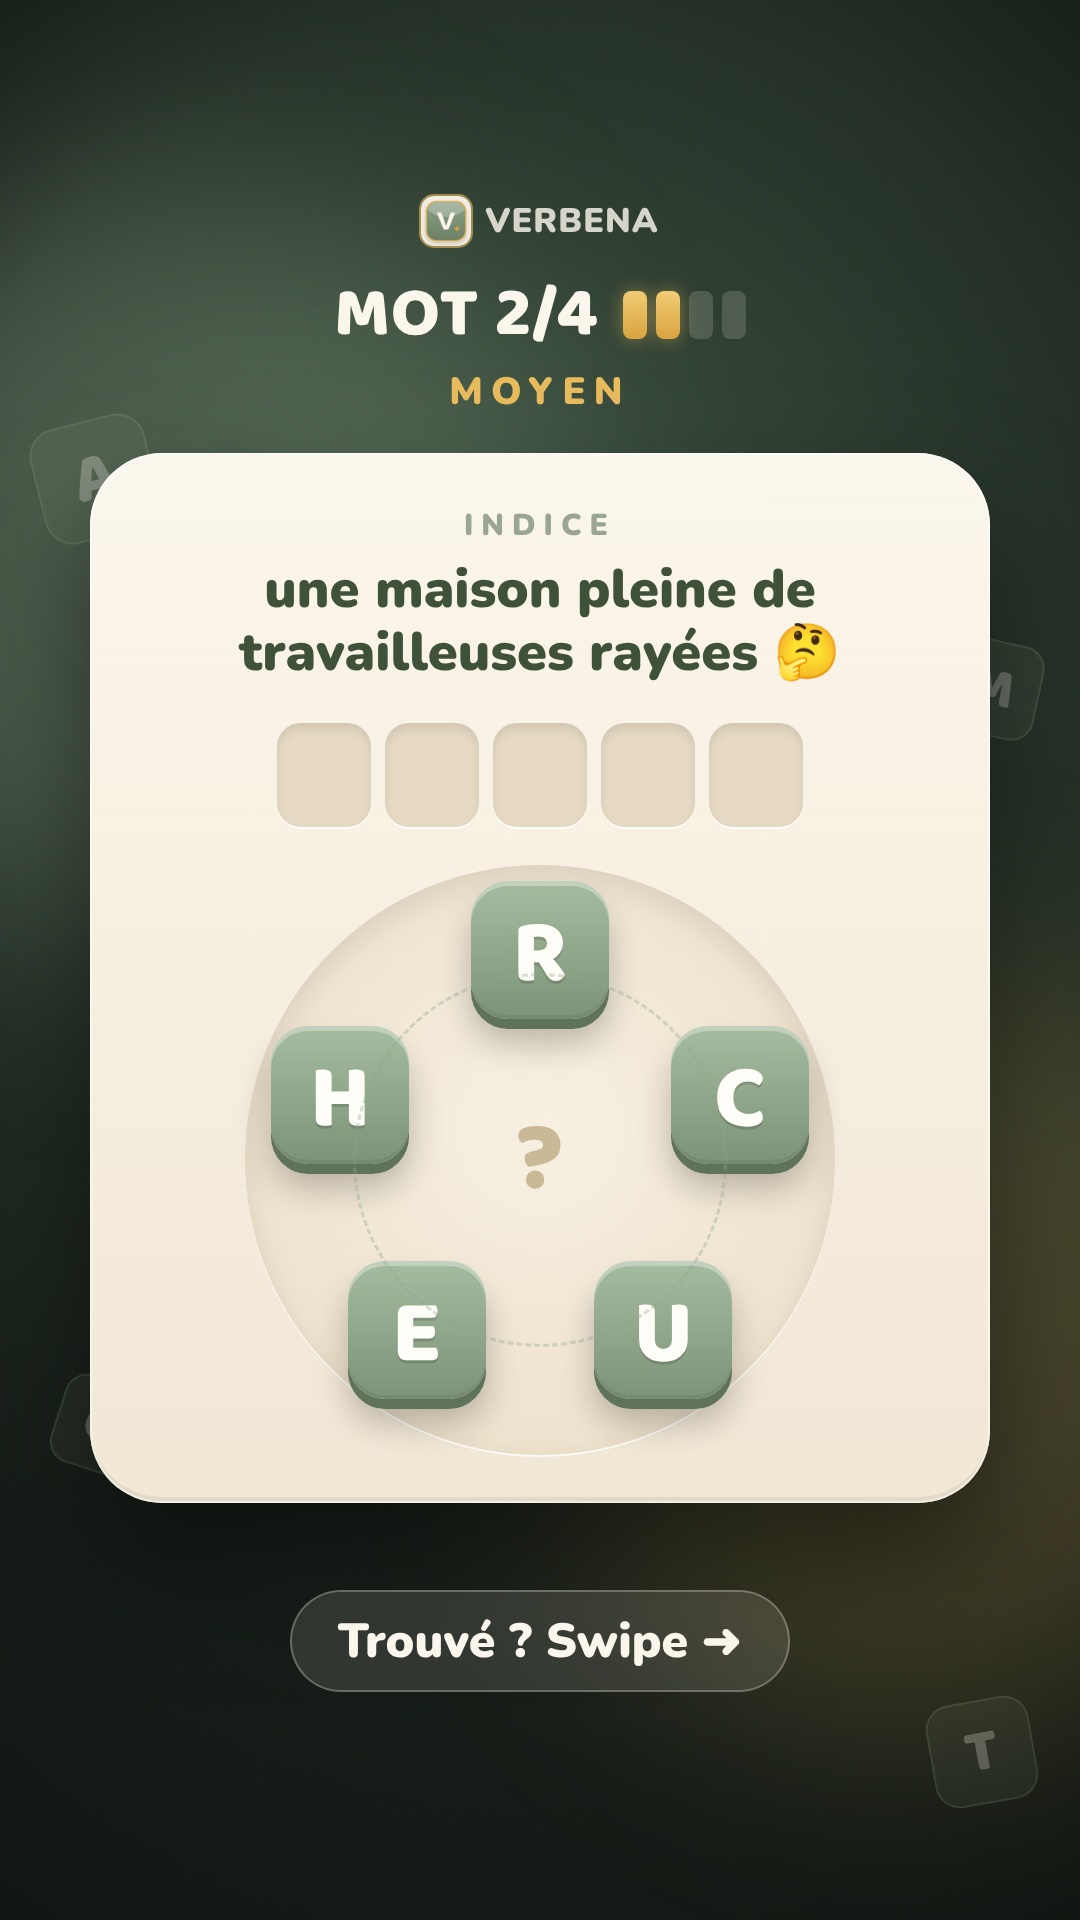 V.
VERBENA
MOT 2/4
MOYEN
A
INDICE
une maison pleine de
travailleuses rayées 🤔
M
R
H
C
?
E
U
Trouvé ? Swipe ➜
T